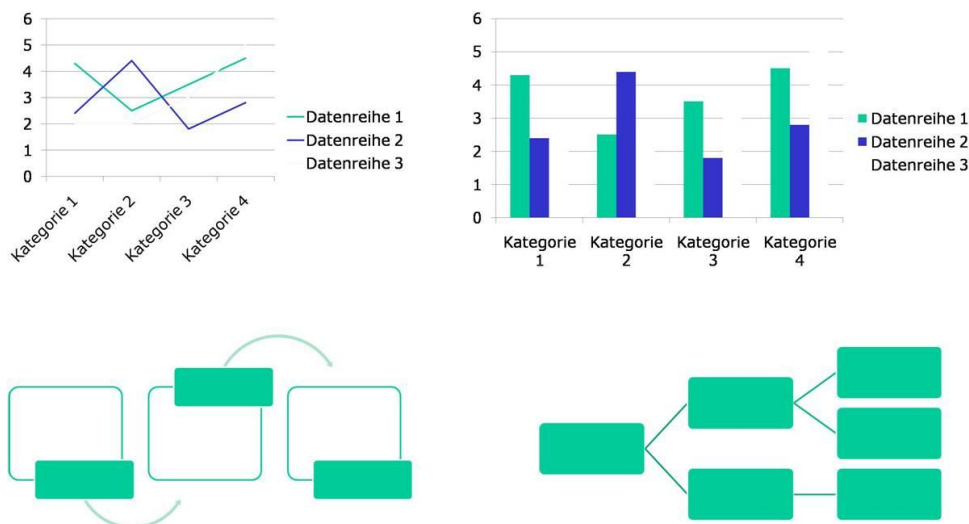 6
5
4
3
2
1
0
Kategorie 1
Kategorie 2
Kategorie 3
Kategorie 4
Datenreihe 1
Datenreihe 2
Datenreihe 3
6
5
4
3
2
1
0
Kategorie
1
Kategorie
2
Kategorie
3
Kategorie
4
Datenreihe 1
Datenreihe 2
Datenreihe 3